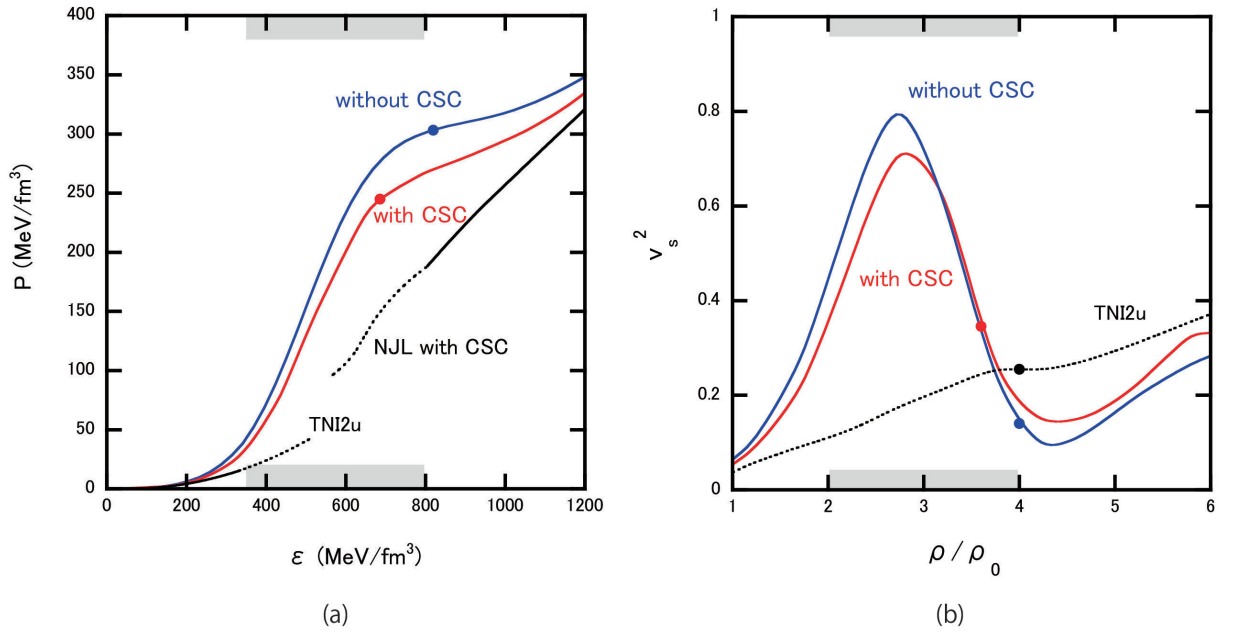 400
350
300
250
200
150
100
50
0
P (MeV/fm³)
without CSC
with CSC
NJL with CSC
TNI2u
0 200 400 600 800 1000 1200
ε (MeV/fm³)
(a)
1
0.8
0.6
0.4
0.2
0
v_s²
without CSC
with CSC
TNI2u
1 2 3 4 5 6
ρ / ρ₀
(b)